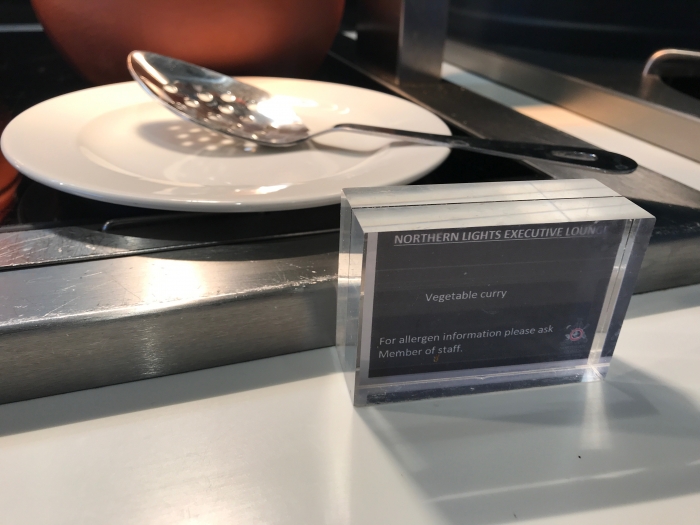 NORTHERN LIGHTS EXECUTIVE LOUN
Vegetable curry
For allergen information please ask
Member of staff.